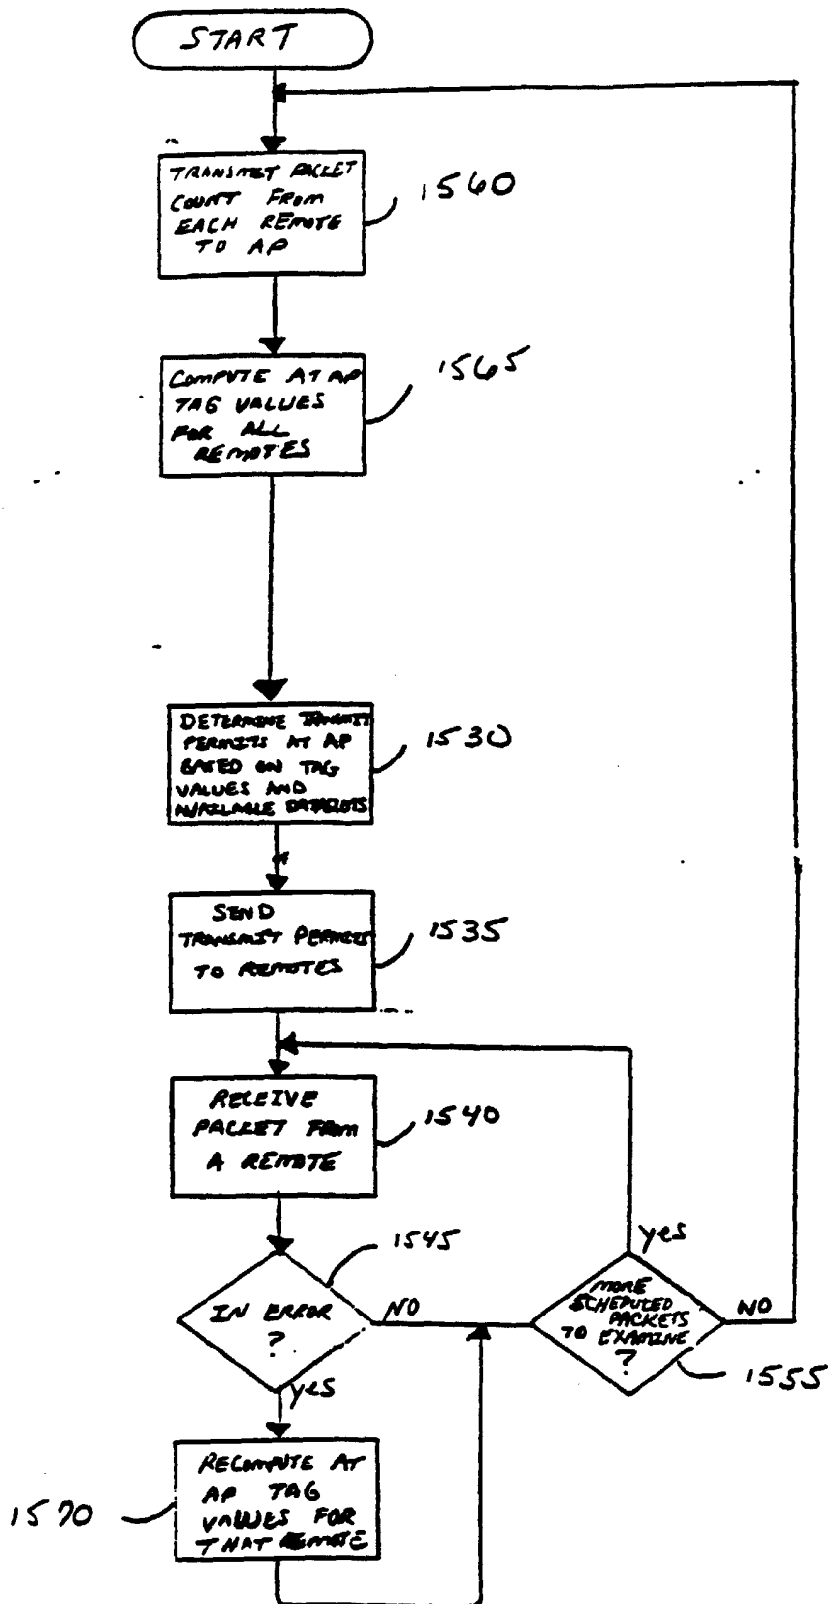 START
TRANSMIT PACKET
COUNT FROM
EACH REMOTE
TO AP
1560
COMPUTE AT AP
TAG VALUES
FOR ALL
REMOTES
1565
DETERMINE TRANSMIT
PERMITS AT AP
BASED ON TAG
VALUES AND
AVAILABLE DATASLOTS
1530
SEND
TRANSMIT PERMITS
TO REMOTES
1535
RECEIVE
PACKET FROM
A REMOTE
1540
IN ERROR
?
1545
NO
yes
MORE
SCHEDULED
PACKETS
TO EXAMINE
?
yes
NO
1555
RECOMPUTE AT
AP TAG
VALUES FOR
THAT REMOTE
1570